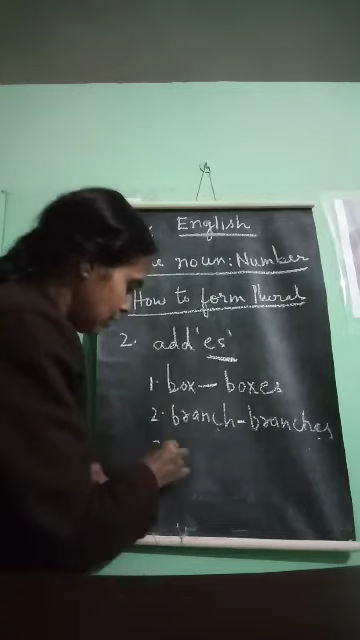 English
noun: Number
How to form Plural
2. add 'es'
1. box - boxes
2. branch - branches